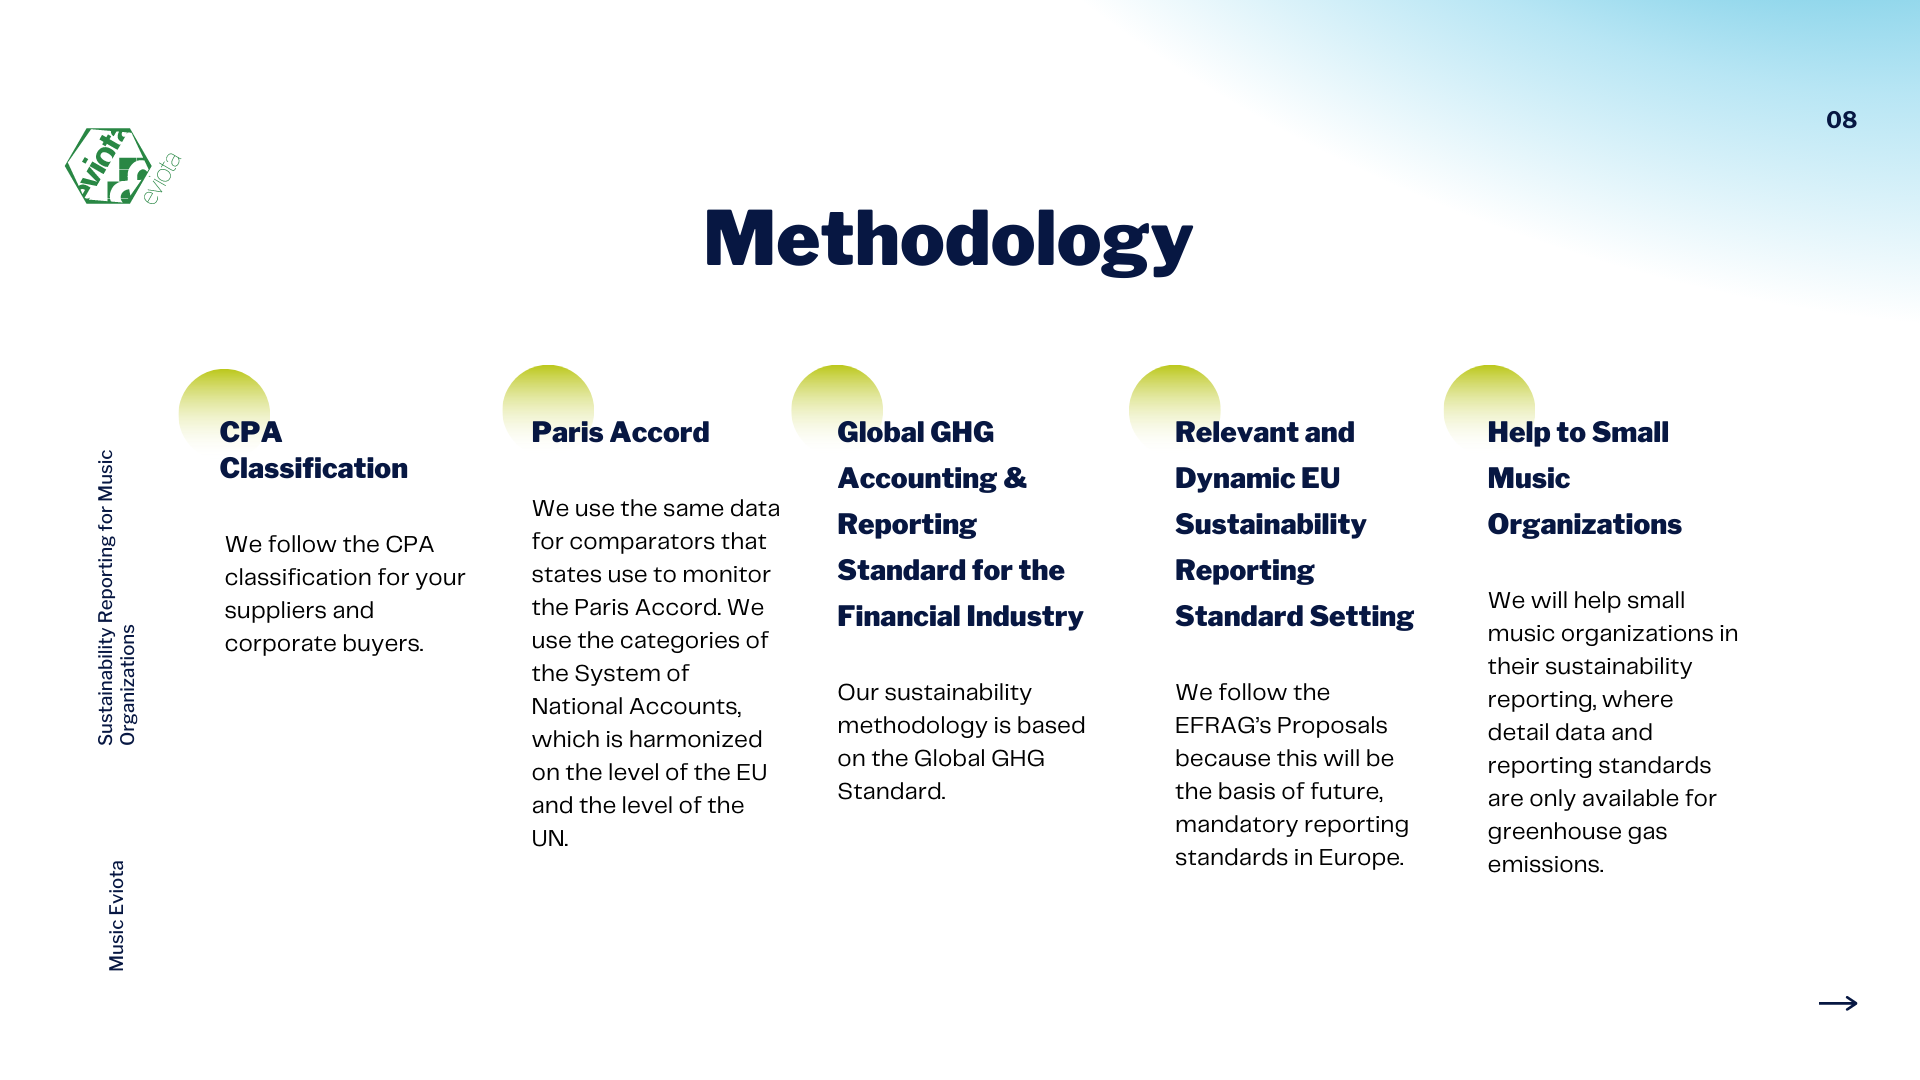 08
eviota
eviota
Methodology
CPA
Classification
We follow the CPA
classification for your
suppliers and
corporate buyers.
Paris Accord
We use the same data
for comparators that
states use to monitor
the Paris Accord. We
use the categories of
the System of
National Accounts,
which is harmonized
on the level of the EU
and the level of the
UN.
Global GHG
Accounting &
Reporting
Standard for the
Financial Industry
Our sustainability
methodology is based
on the Global GHG
Standard.
Relevant and
Dynamic EU
Sustainability
Reporting
Standard Setting
We follow the
EFRAG’s Proposals
because this will be
the basis of future,
mandatory reporting
standards in Europe.
Help to Small
Music
Organizations
We will help small
music organizations in
their sustainability
reporting, where
detail data and
reporting standards
are only available for
greenhouse gas
emissions.
Sustainability Reporting for Music
Organizations
Music Eviota